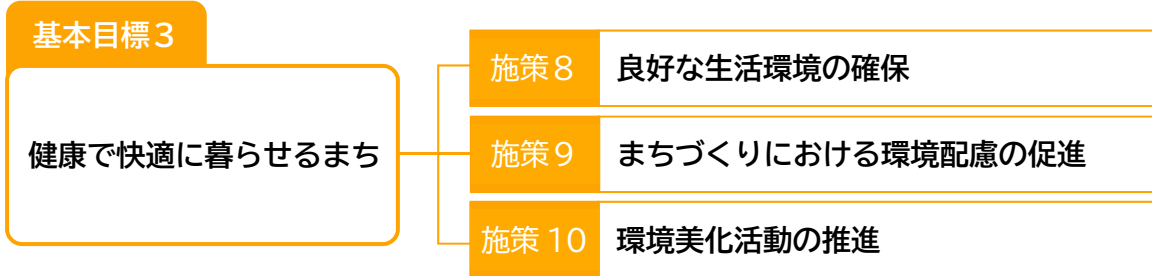 基本目標３
健康で快適に暮らせるまち
施策８ 良好な生活環境の確保
施策９ まちづくりにおける環境配慮の促進
施策 10 環境美化活動の推進